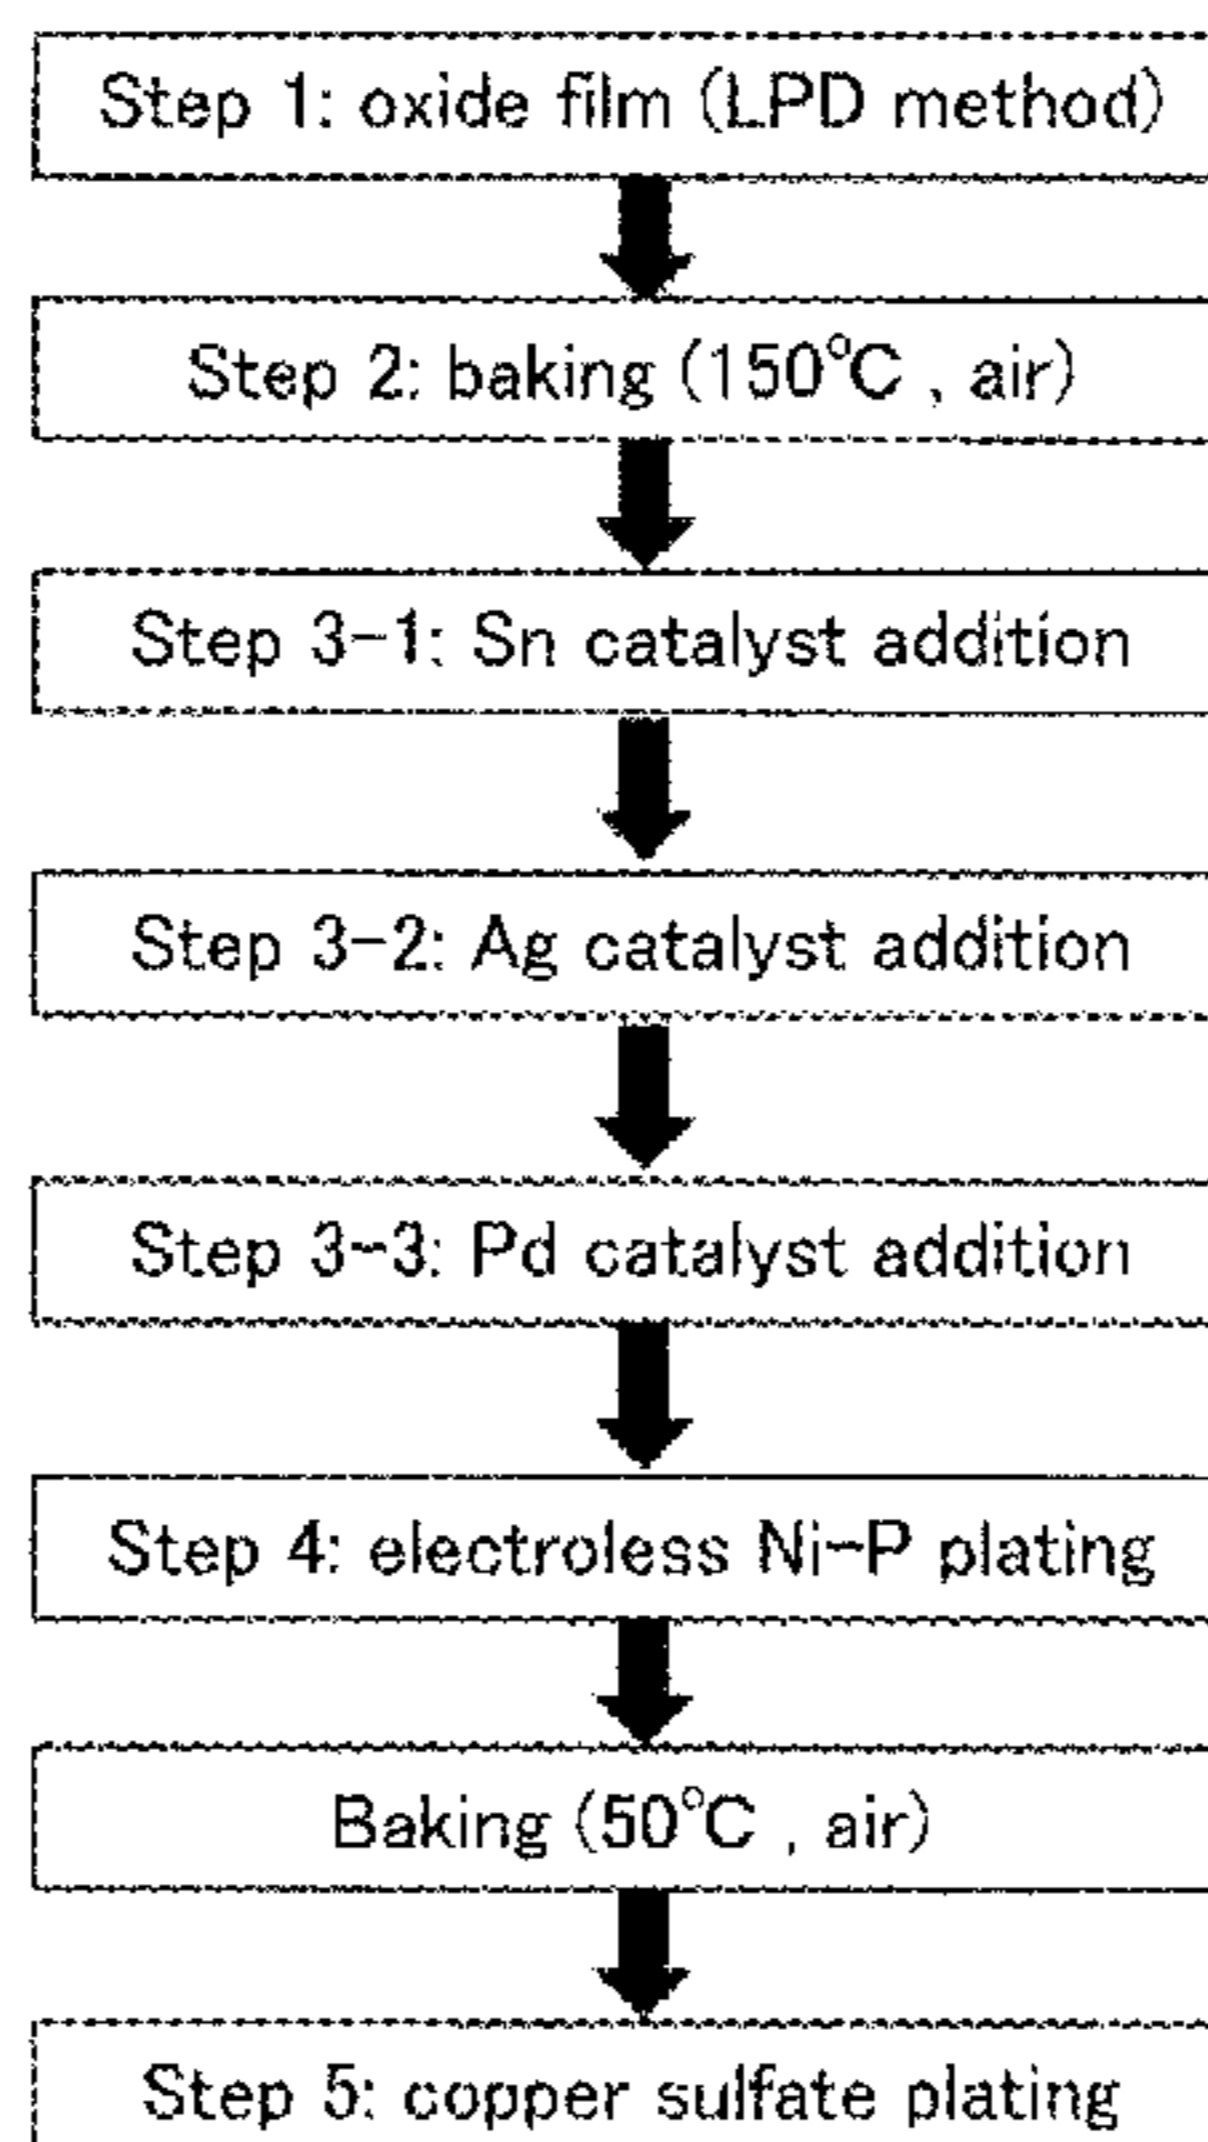 Step 1: oxide film (LPD method)
Step 2: baking (150°C , air)
Step 3-1: Sn catalyst addition
Step 3-2: Ag catalyst addition
Step 3-3: Pd catalyst addition
Step 4: electroless Ni-P plating
Baking (50°C , air)
Step 5: copper sulfate plating